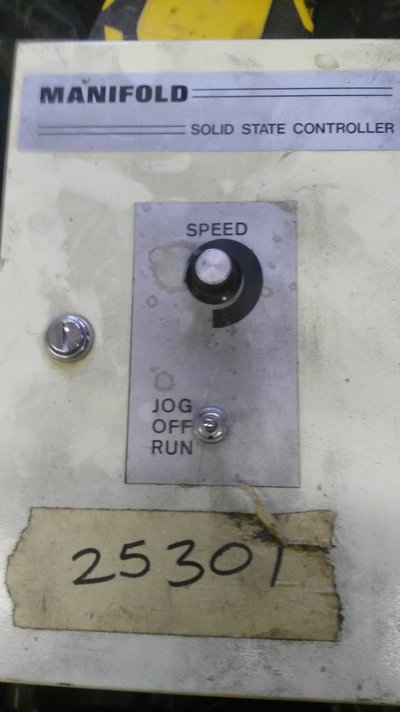 MANIFOLD
SOLID STATE CONTROLLER
SPEED
JOG
OFF
RUN
25301